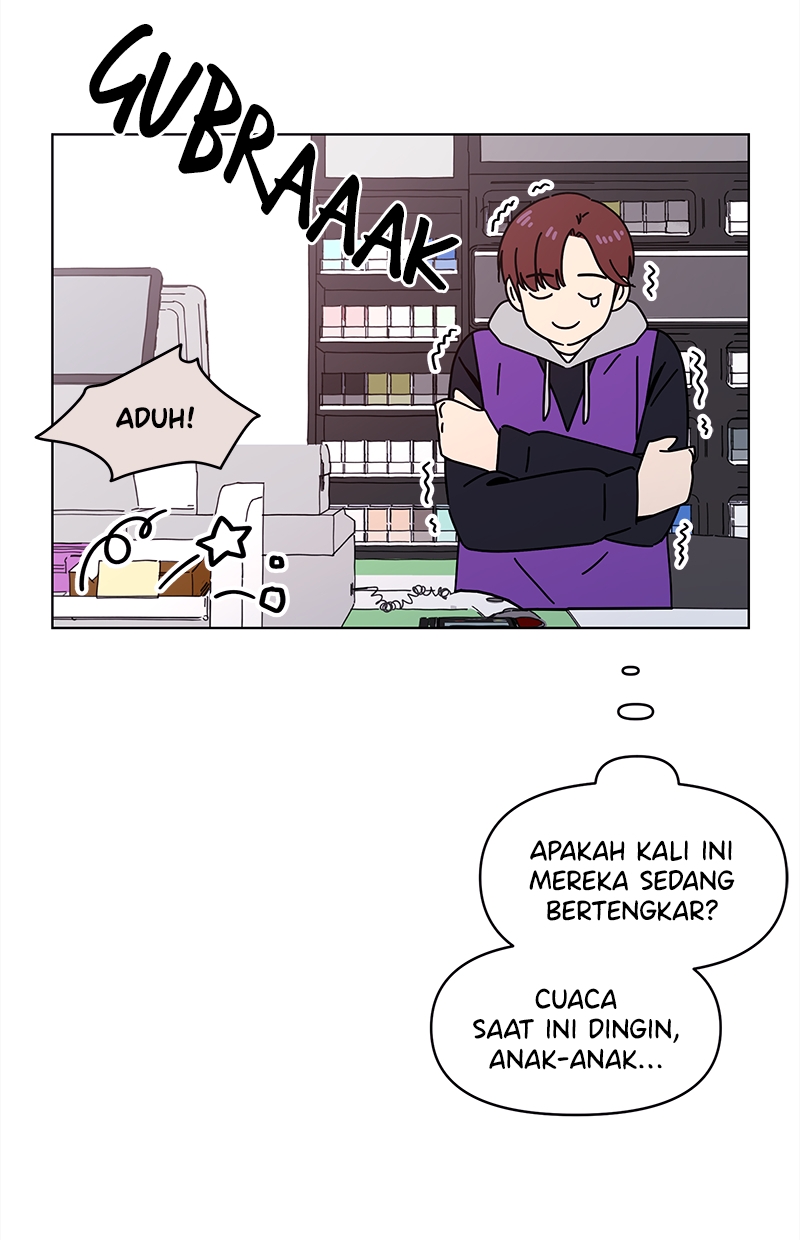 GUBRAAAK
ADUH!
APAKAH KALI INI
MEREKA SEDANG
BERTENGKAR?
CUACA
SAAT INI DINGIN,
ANAK-ANAK...